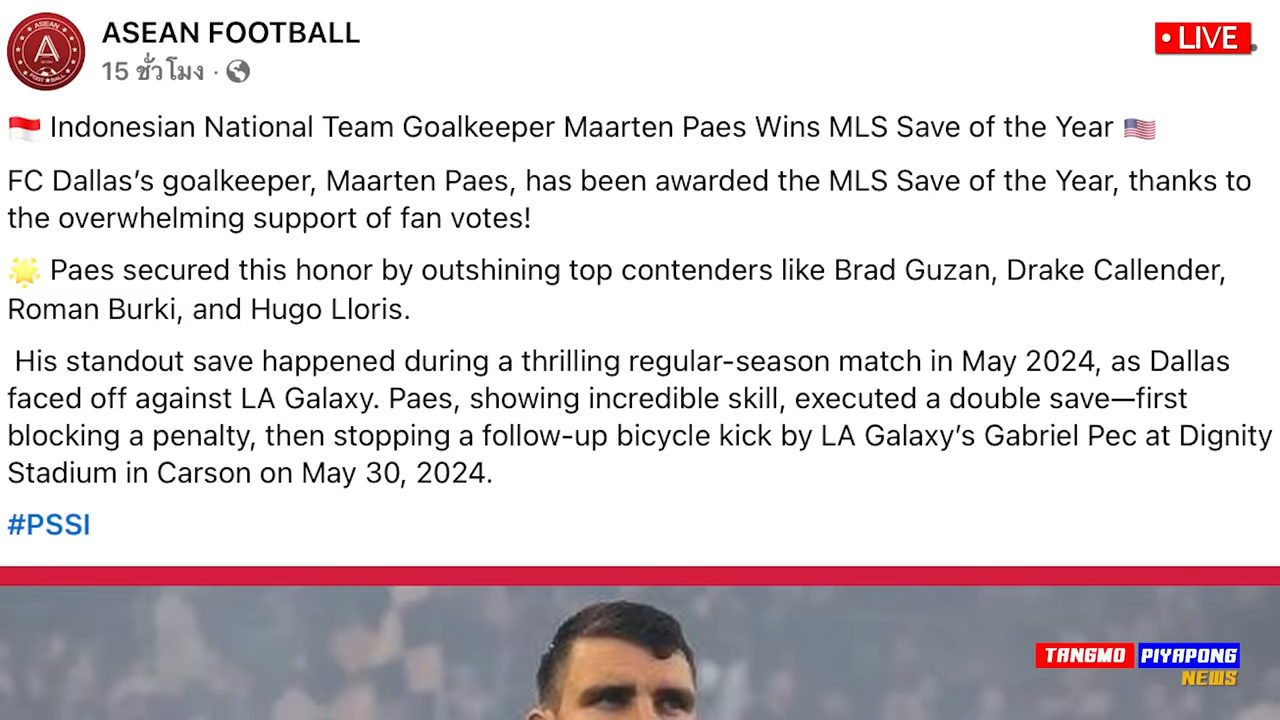 ASEAN FOOTBALL
15 ชั่วโมง ·
• LIVE
🇮🇩 Indonesian National Team Goalkeeper Maarten Paes Wins MLS Save of the Year 🇺🇸
FC Dallas’s goalkeeper, Maarten Paes, has been awarded the MLS Save of the Year, thanks to
the overwhelming support of fan votes!
🌟 Paes secured this honor by outshining top contenders like Brad Guzan, Drake Callender,
Roman Burki, and Hugo Lloris.
His standout save happened during a thrilling regular-season match in May 2024, as Dallas
faced off against LA Galaxy. Paes, showing incredible skill, executed a double save—first
blocking a penalty, then stopping a follow-up bicycle kick by LA Galaxy’s Gabriel Pec at Dignity
Stadium in Carson on May 30, 2024.
#PSSI
TANGMO PIYAPONG
NEWS